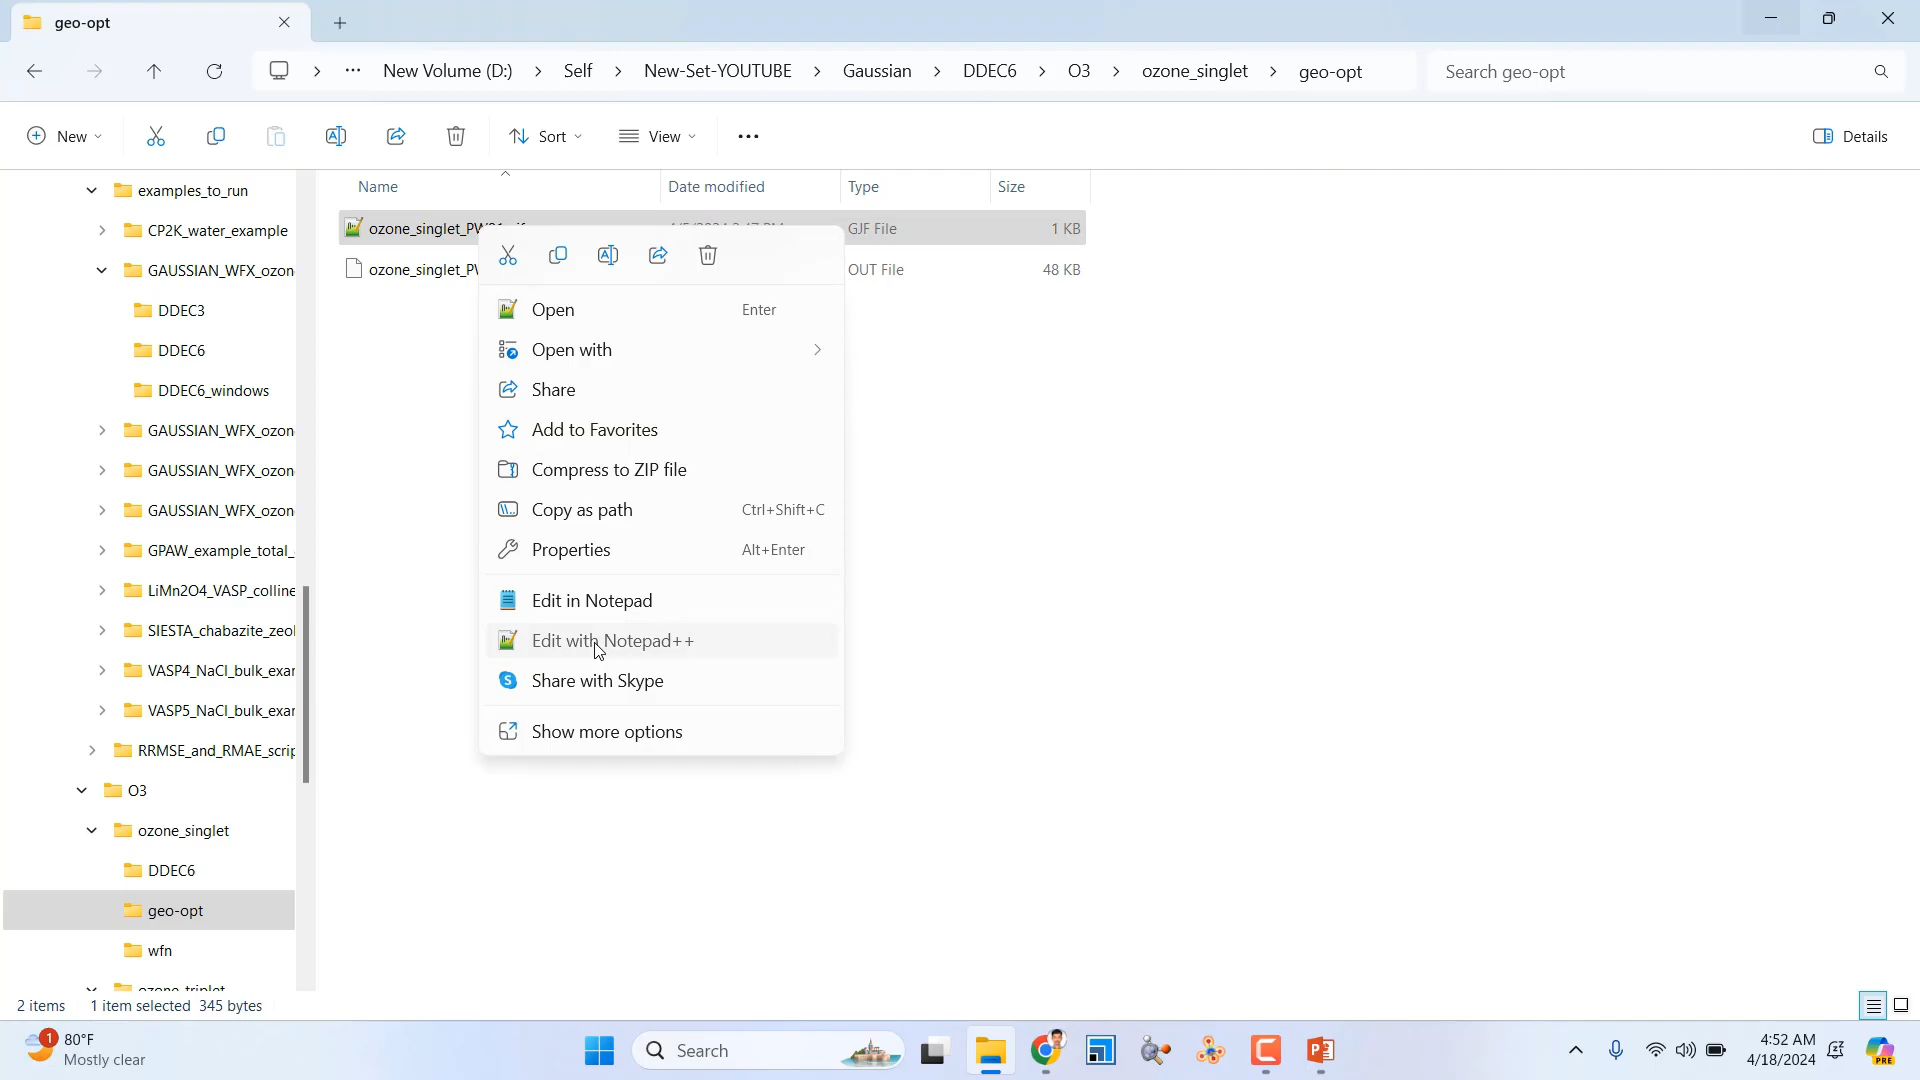 geo-opt
New Volume (D:) Self New-Set-YOUTUBE Gaussian DDEC6 O3 ozone_singlet geo-opt
Search geo-opt
New Sort View Details
Name Date modified Type Size
GJF File 1 KB
OUT File 48 KB
examples_to_run
CP2K_water_example
GAUSSIAN_WFX_ozon
DDEC3
DDEC6
DDEC6_windows
GAUSSIAN_WFX_ozon
GAUSSIAN_WFX_ozon
GAUSSIAN_WFX_ozon
GPAW_example_total_
LiMn2O4_VASP_colline
SIESTA_chabazite_zeol
VASP4_NaCl_bulk_exar
VASP5_NaCl_bulk_exar
RRMSE_and_RMAE_scrip
O3
ozone_singlet
DDEC6
geo-opt
wfn
Open Enter
Open with
Share
Add to Favorites
Compress to ZIP file
Copy as path Ctrl+Shift+C
Properties Alt+Enter
Edit in Notepad
Edit with Notepad++
Share with Skype
Show more options
2 items 1 item selected 345 bytes
1
80°F
Mostly clear
Search
4:52 AM
4/18/2024
PRE